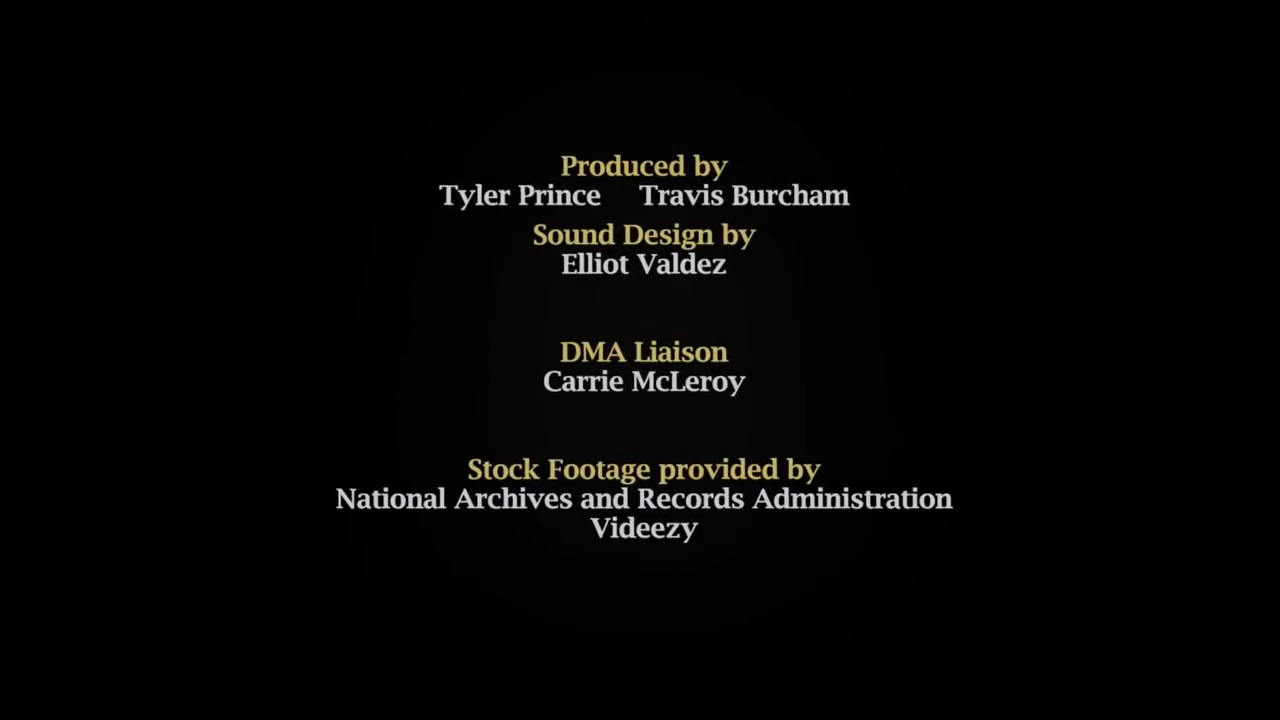 Produced by
Tyler Prince Travis Burcham
Sound Design by
Elliot Valdez
DMA Liaison
Carrie McLeroy
Stock Footage provided by
National Archives and Records Administration
Videezy